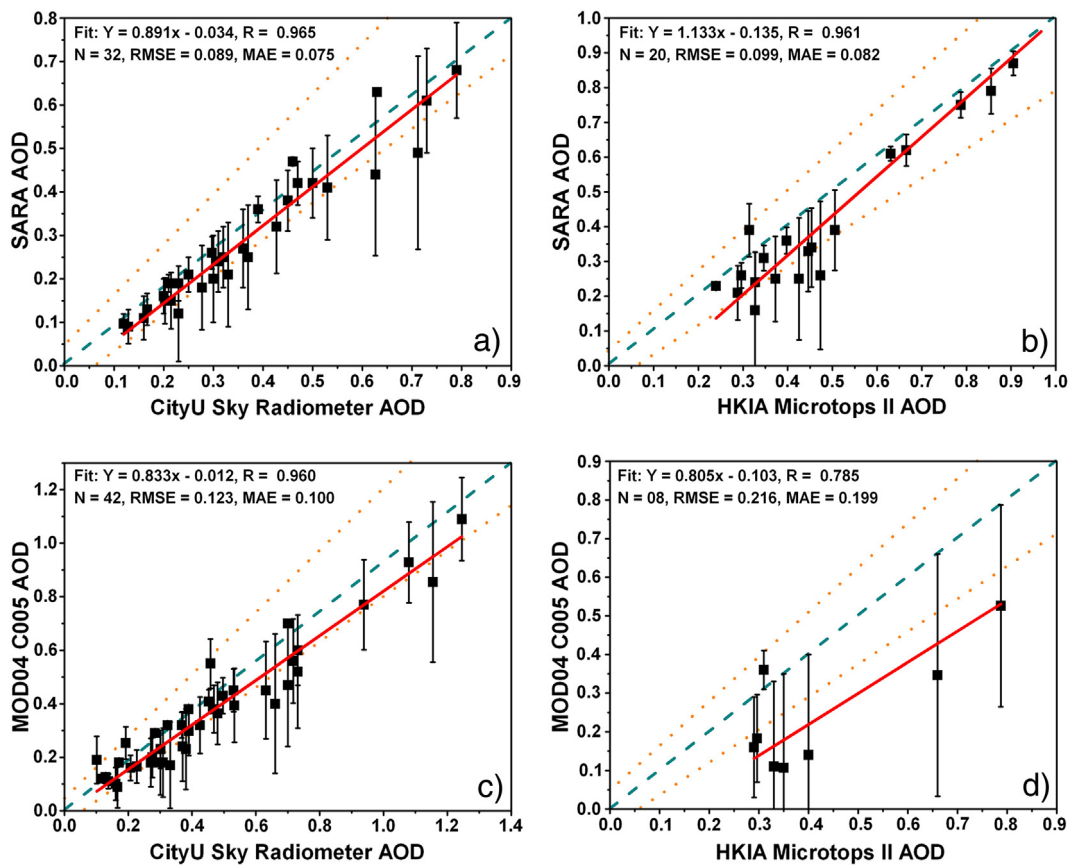 Fit: Y = 0.891x - 0.034, R = 0.965
N = 32, RMSE = 0.089, MAE = 0.075
0.8
0.7
0.6
0.5
0.4
0.3
0.2
0.1
0.0
SARA AOD
a)
0.0 0.1 0.2 0.3 0.4 0.5 0.6 0.7 0.8 0.9
CityU Sky Radiometer AOD
Fit: Y = 1.133x - 0.135, R = 0.961
N = 20, RMSE = 0.099, MAE = 0.082
1.0
0.9
0.8
0.7
0.6
0.5
0.4
0.3
0.2
0.1
0.0
SARA AOD
b)
0.0 0.1 0.2 0.3 0.4 0.5 0.6 0.7 0.8 0.9 1.0
HKIA Microtops II AOD
Fit: Y = 0.833x - 0.012, R = 0.960
N = 42, RMSE = 0.123, MAE = 0.100
1.2
1.0
0.8
0.6
0.4
0.2
0.0
MOD04 C005 AOD
c)
0.0 0.2 0.4 0.6 0.8 1.0 1.2 1.4
CityU Sky Radiometer AOD
Fit: Y = 0.805x - 0.103, R = 0.785
N = 08, RMSE = 0.216, MAE = 0.199
0.9
0.8
0.7
0.6
0.5
0.4
0.3
0.2
0.1
0.0
MOD04 C005 AOD
d)
0.0 0.1 0.2 0.3 0.4 0.5 0.6 0.7 0.8 0.9
HKIA Microtops II AOD